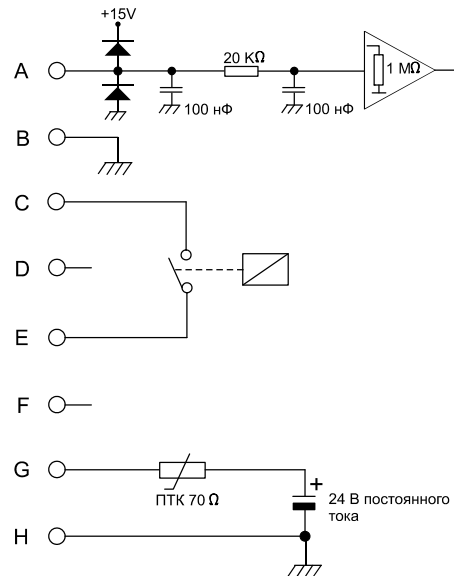 +15V
A
20 KΩ
1 MΩ
100 нФ
100 нФ
B
C
D
E
F
G
+
ПТК 70 Ω
24 В постоянного
тока
H